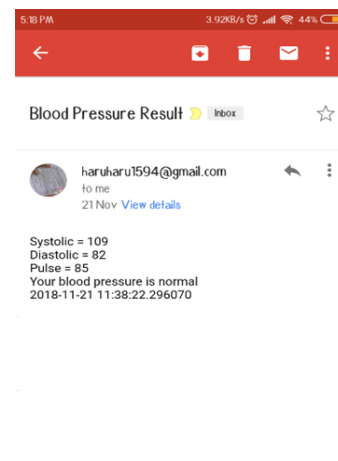 5:18 PM 3.92KB/s 44%
Blood Pressure Result Inbox
haruharu1594@gmail.com
to me
21 Nov View details
Systolic = 109
Diastolic = 82
Pulse = 85
Your blood pressure is normal
2018-11-21 11:38:22.296070